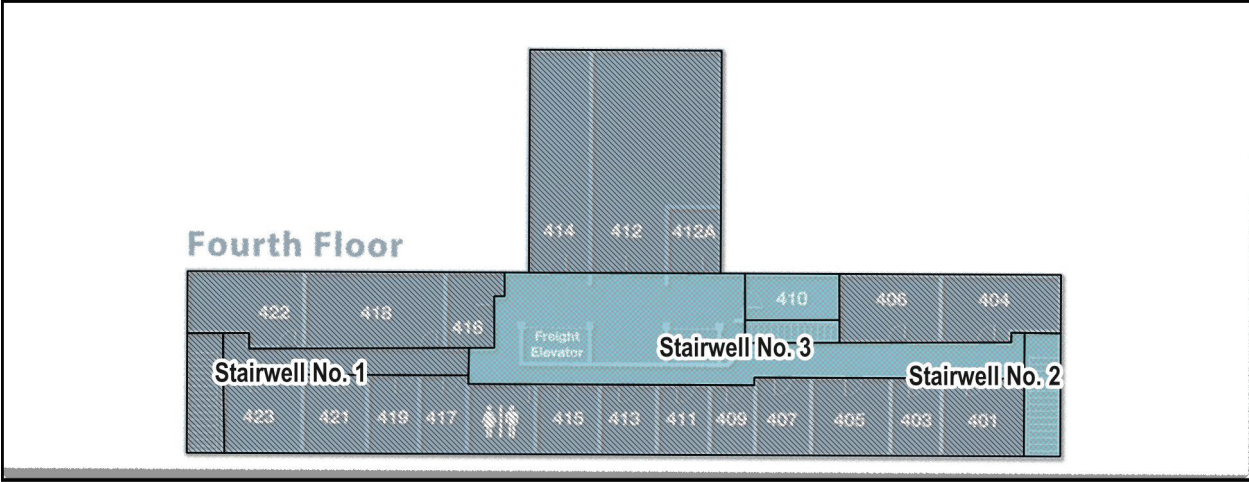 414 412 412A
Fourth Floor
422 418 416 410 406 404
Freight
Elevator
Stairwell No. 3
Stairwell No. 1
Stairwell No. 2
423 421 419 417 415 413 411 409 407 405 403 401